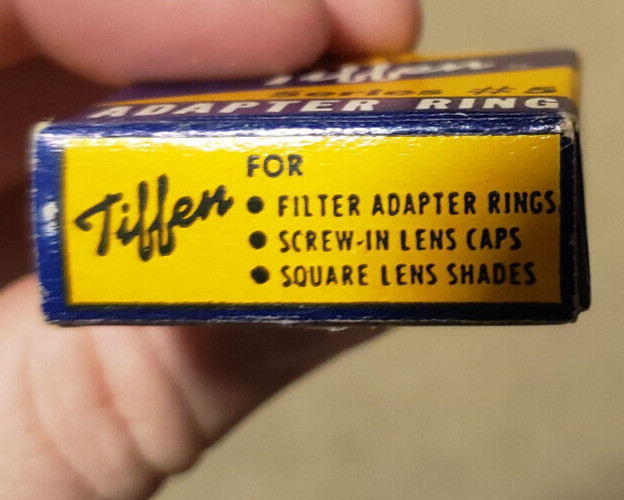 Tiffen
Series #5
ADAPTER RING
Tiffen
FOR
• FILTER ADAPTER RINGS
• SCREW-IN LENS CAPS
• SQUARE LENS SHADES